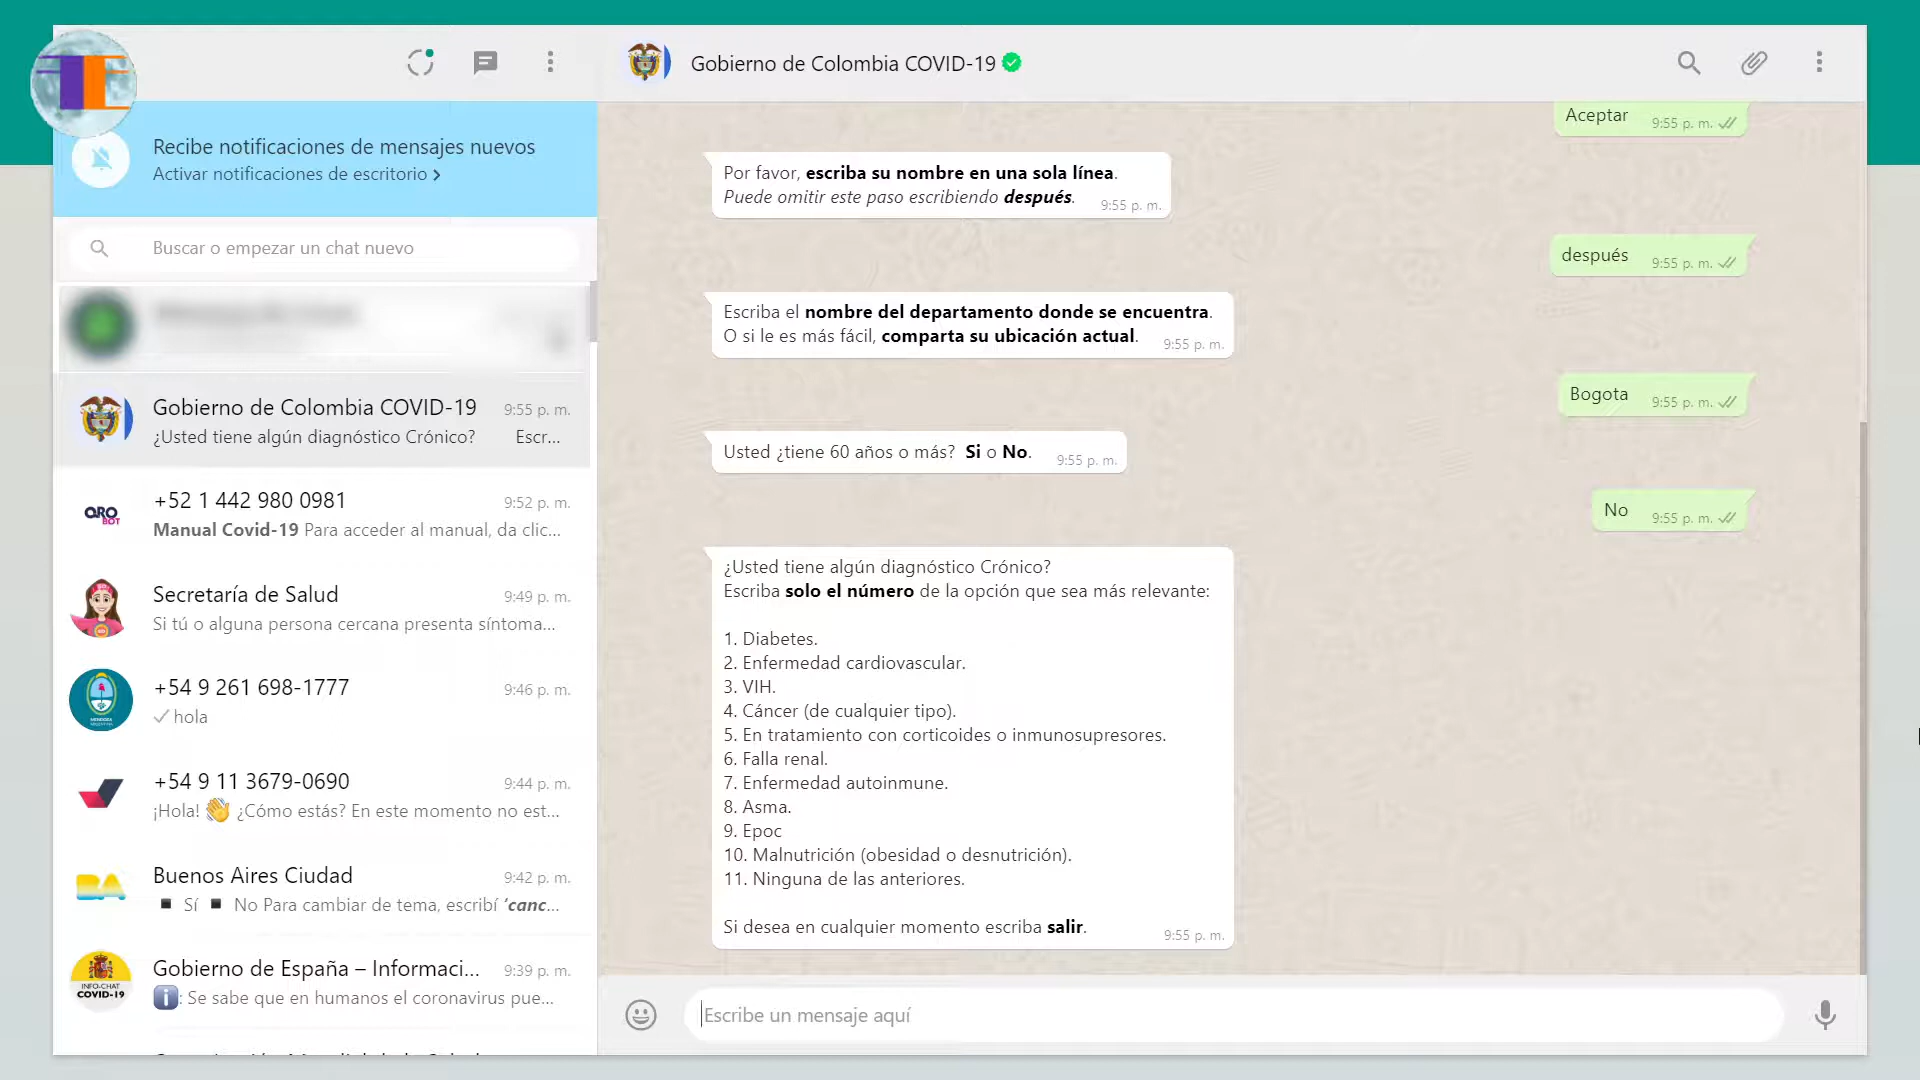 Recibe notificaciones de mensajes nuevos
Activar notificaciones de escritorio >
Buscar o empezar un chat nuevo
Gobierno de Colombia COVID-19
9:55 p. m.
¿Usted tiene algún diagnóstico Crónico? Escr...
+52 1 442 980 0981
9:52 p. m.
QRO
BOT
Manual Covid-19 Para acceder al manual, da clic...
Secretaría de Salud
9:49 p. m.
Si tú o alguna persona cercana presenta síntoma...
+54 9 261 698-1777
9:46 p. m.
hola
+54 9 11 3679-0690
9:44 p. m.
¡Hola! 👋 ¿Cómo estás? En este momento no est...
Buenos Aires Ciudad
9:42 p. m.
BA
▪ Sí ▪ No Para cambiar de tema, escribí ‘canc...
Gobierno de España – Informaci...
9:39 p. m.
INFO-CHAT
COVID-19
: Se sabe que en humanos el coronavirus pue...
Gobierno de Colombia COVID-19
Aceptar 9:55 p. m.
Por favor, escriba su nombre en una sola línea.
Puede omitir este paso escribiendo después. 9:55 p. m.
después 9:55 p. m.
Escriba el nombre del departamento donde se encuentra.
O si le es más fácil, comparta su ubicación actual. 9:55 p. m.
Bogota 9:55 p. m.
Usted ¿tiene 60 años o más? Si o No. 9:55 p. m.
No 9:55 p. m.
¿Usted tiene algún diagnóstico Crónico?
Escriba solo el número de la opción que sea más relevante:
1. Diabetes.
2. Enfermedad cardiovascular.
3. VIH.
4. Cáncer (de cualquier tipo).
5. En tratamiento con corticoides o inmunosupresores.
6. Falla renal.
7. Enfermedad autoinmune.
8. Asma.
9. Epoc
10. Malnutrición (obesidad o desnutrición).
11. Ninguna de las anteriores.
Si desea en cualquier momento escriba salir. 9:55 p. m.
Escribe un mensaje aquí